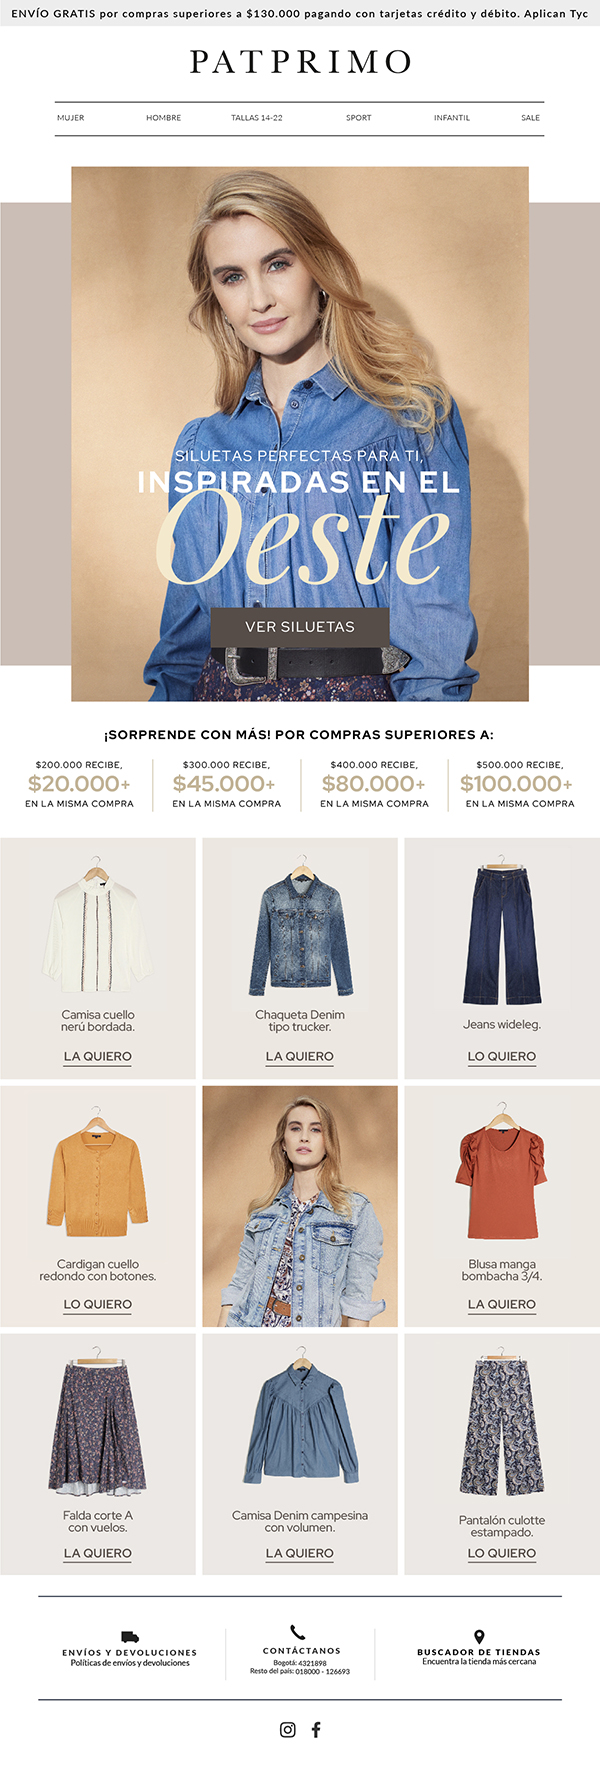 ENVÍO GRATIS por compras superiores a $130.000 pagando con tarjetas crédito y débito. Aplican Tyc
PATPRIMO
MUJER HOMBRE TALLAS 14-22 SPORT INFANTIL SALE
SILUETAS PERFECTAS PARA TI,
INSPIRADAS EN EL
Oeste
VER SILUETAS
¡SORPRENDE CON MÁS! POR COMPRAS SUPERIORES A:
$200.000 RECIBE,
$20.000+
EN LA MISMA COMPRA
$300.000 RECIBE,
$45.000+
EN LA MISMA COMPRA
$400.000 RECIBE,
$80.000+
EN LA MISMA COMPRA
$500.000 RECIBE,
$100.000+
EN LA MISMA COMPRA
Camisa cuello
nerú bordada.
LA QUIERO
Chaqueta Denim
tipo trucker.
LA QUIERO
Jeans wideleg.
LO QUIERO
Cardigan cuello
redondo con botones.
LO QUIERO
Blusa manga
bombacha 3/4.
LA QUIERO
Falda corte A
con vuelos.
LA QUIERO
Camisa Denim campesina
con volumen.
LA QUIERO
Pantalón culotte
estampado.
LO QUIERO
ENVÍOS Y DEVOLUCIONES
Políticas de envíos y devoluciones
CONTÁCTANOS
Bogotá: 4321898
Resto del país: 018000 - 126693
BUSCADOR DE TIENDAS
Encuentra la tienda más cercana